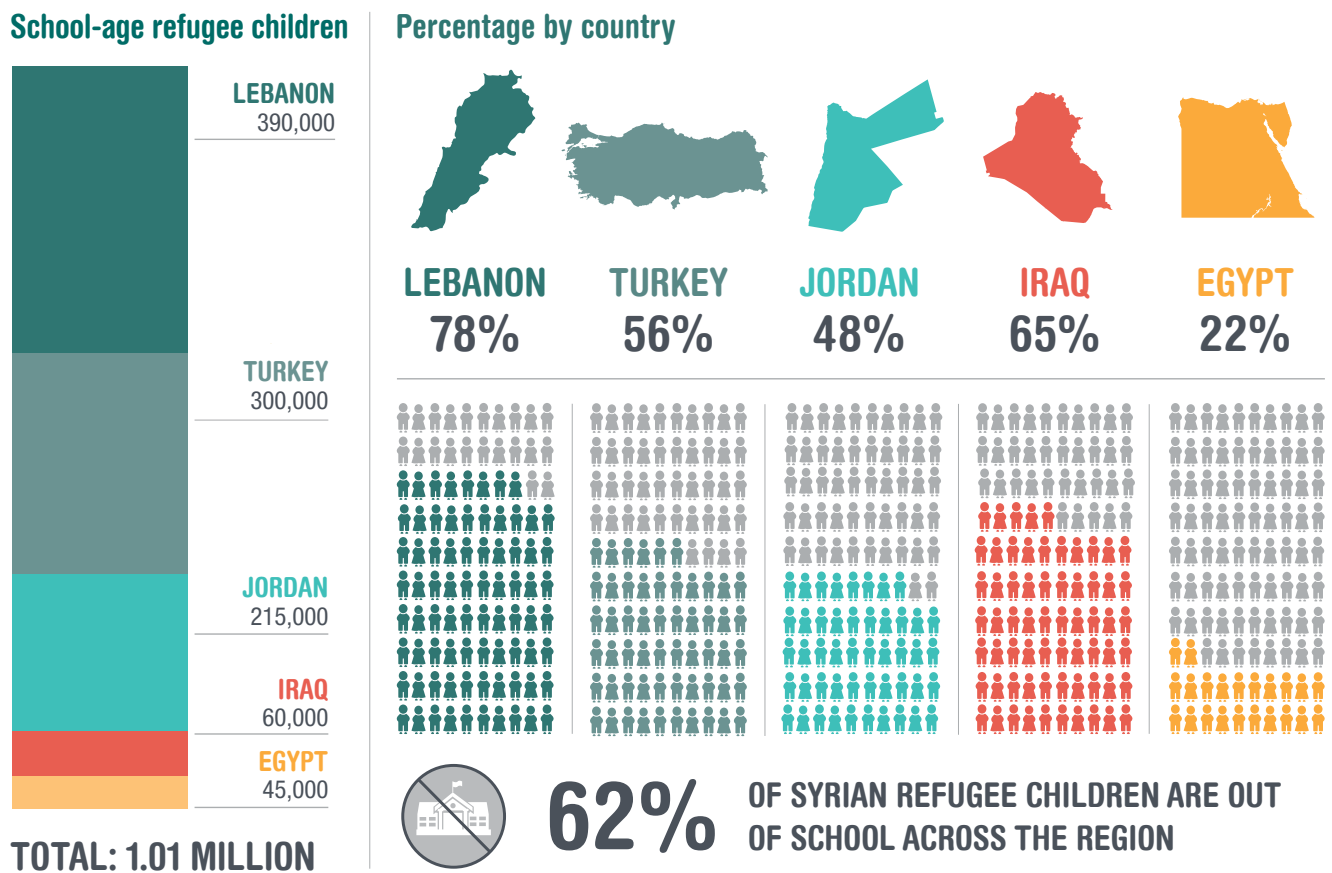 School-age refugee children
LEBANON
390,000
TURKEY
300,000
JORDAN
215,000
IRAQ
60,000
EGYPT
45,000
TOTAL: 1.01 MILLION
Percentage by country
LEBANON
78%
TURKEY
56%
JORDAN
48%
IRAQ
65%
EGYPT
22%
62%
OF SYRIAN REFUGEE CHILDREN ARE OUT
OF SCHOOL ACROSS THE REGION